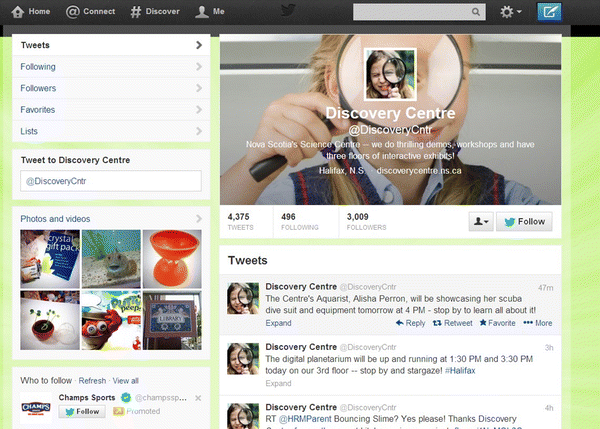 Home @ Connect # Discover Me
Tweets
Following
Followers
Favorites
Lists
Tweet to Discovery Centre
@DiscoveryCntr
Photos and videos
crystal
gift pack
peeps
LIBRARY
Who to follow · Refresh · View all
Champs Sports @champssp...
CHAMPS
Follow Promoted
Discovery Centre
@DiscoveryCntr
Nova Scotia's Science Centre -- we do thrilling demos, workshops and have
three floors of interactive exhibits!
Halifax, N.S. · discoverycentre.ns.ca
4,375 496 3,009
TWEETS FOLLOWING FOLLOWERS
Follow
Tweets
Discovery Centre @DiscoveryCntr 47m
The Centre's Aquarist, Alisha Perron, will be showcasing her scuba
dive suit and equipment tomorrow at 4 PM - stop by to learn all about it!
Expand Reply Retweet Favorite More
Discovery Centre @DiscoveryCntr 3h
The digital planetarium will be up and running at 1:30 PM and 3:30 PM
today on our 3rd floor -- stop by and stargaze! #Halifax
Expand
Discovery Centre @DiscoveryCntr 4h
RT @HRMParent Bouncing Slime? Yes please! Thanks Discovery